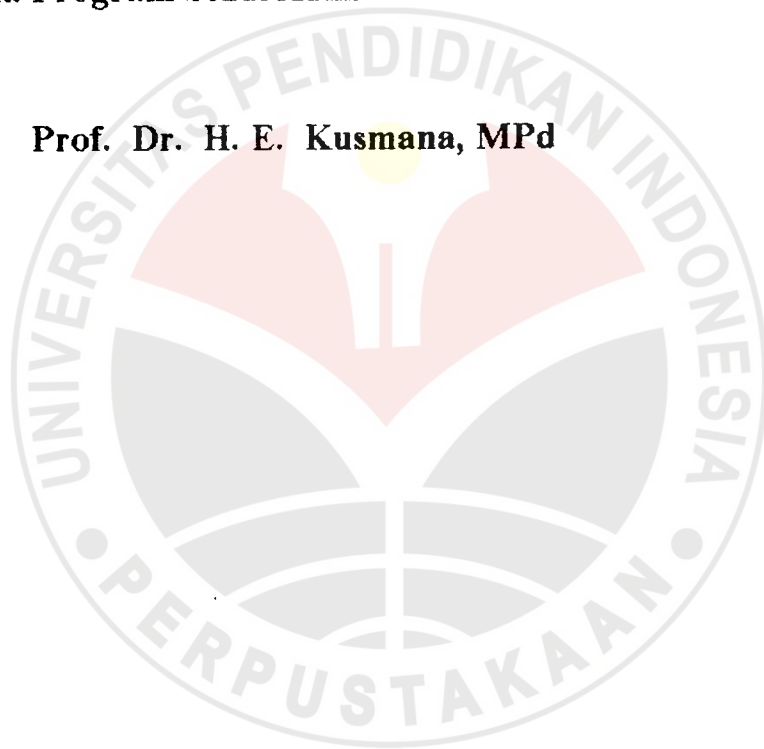 Prof. Dr. H. E. Kusmana, MPd
UNIVERSITAS PENDIDIKAN INDONESIA
• PERPUSTAKAAN •